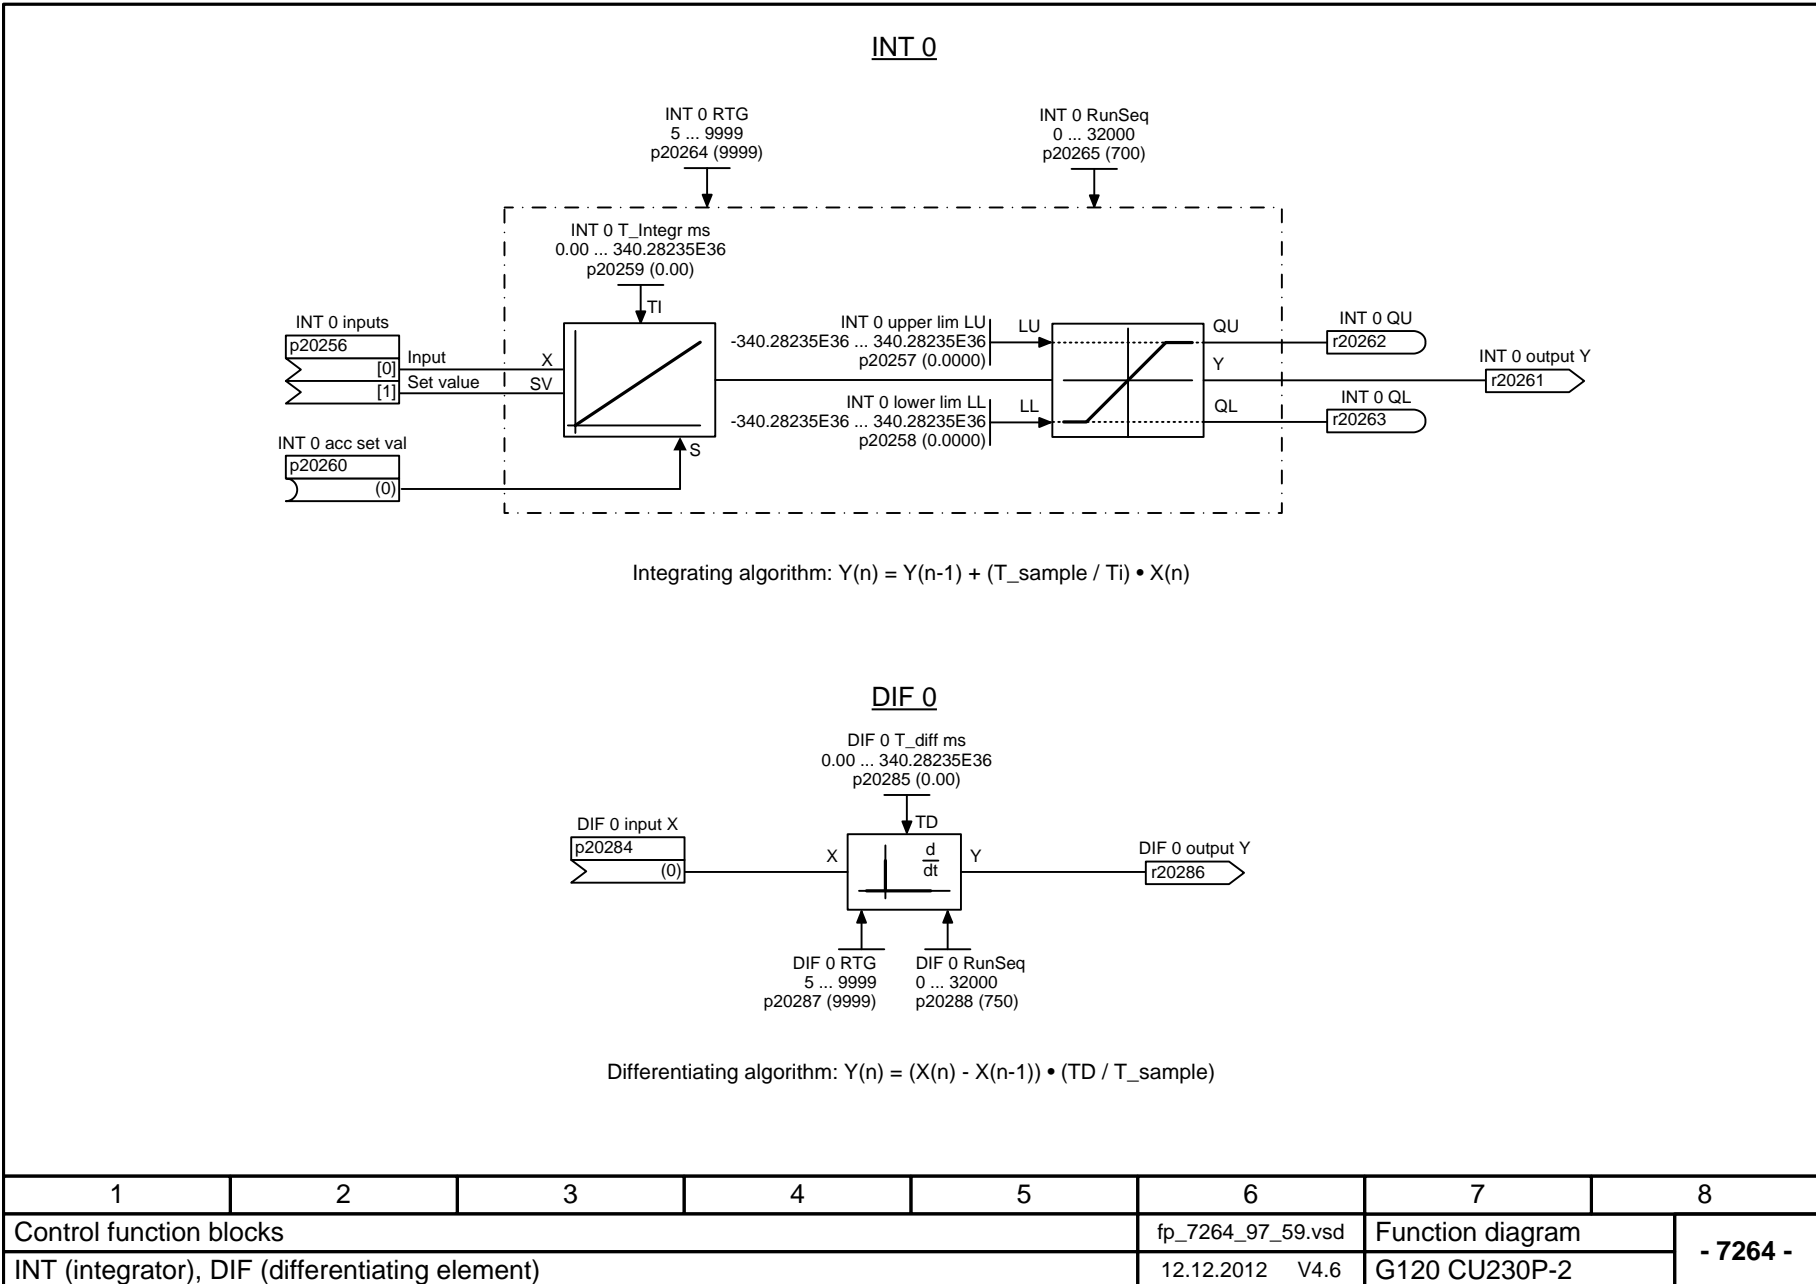 INT 0
INT 0 RTG
5 ... 9999
p20264 (9999)
INT 0 RunSeq
0 ... 32000
p20265 (700)
INT 0 T_Integr ms
0.00 ... 340.28235E36
p20259 (0.00)
TI
INT 0 inputs
p20256
[0]
[1]
Input
Set value
X
SV
INT 0 acc set val
p20260
(0)
S
INT 0 upper lim LU
-340.28235E36 ... 340.28235E36
p20257 (0.0000)
LU
INT 0 lower lim LL
-340.28235E36 ... 340.28235E36
p20258 (0.0000)
LL
QU
Y
QL
INT 0 QU
r20262
INT 0 output Y
r20261
INT 0 QL
r20263
Integrating algorithm: Y(n) = Y(n-1) + (T_sample / Ti) • X(n)
DIF 0
DIF 0 T_diff ms
0.00 ... 340.28235E36
p20285 (0.00)
TD
DIF 0 input X
p20284
(0)
X
d
dt
Y
DIF 0 output Y
r20286
DIF 0 RTG
5 ... 9999
p20287 (9999)
DIF 0 RunSeq
0 ... 32000
p20288 (750)
Differentiating algorithm: Y(n) = (X(n) - X(n-1)) • (TD / T_sample)
1 2 3 4 5 6 7 8
Control function blocks
fp_7264_97_59.vsd
Function diagram
- 7264 -
INT (integrator), DIF (differentiating element)
12.12.2012 V4.6
G120 CU230P-2